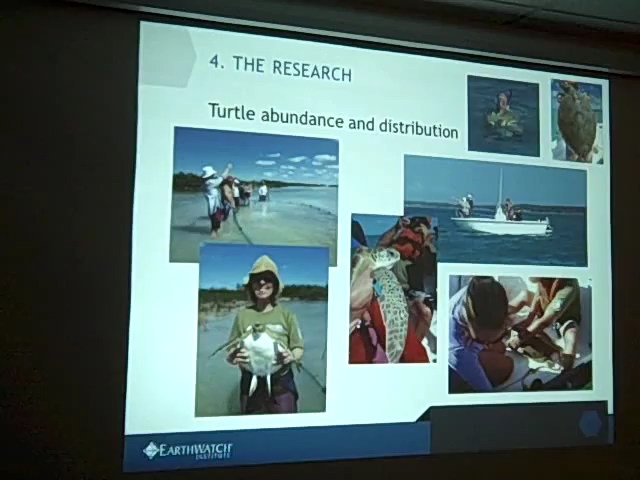 4. THE RESEARCH
Turtle abundance and distribution
EARTHWATCH
INSTITUTE